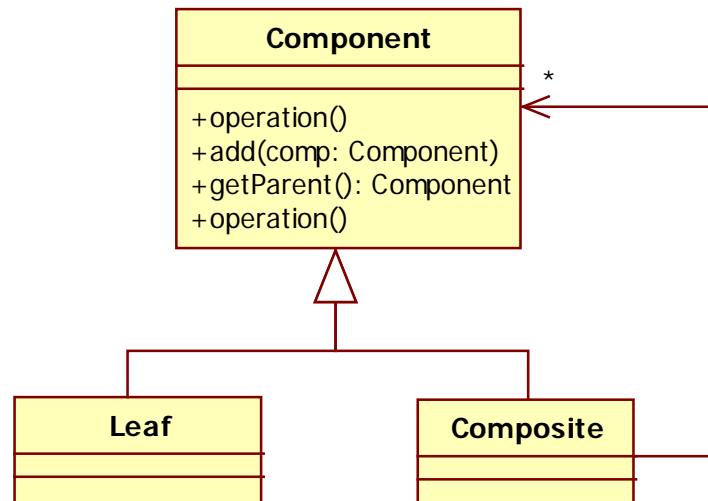 Component
*
+operation()
+add(comp: Component)
+getParent(): Component
+operation()
Leaf
Composite